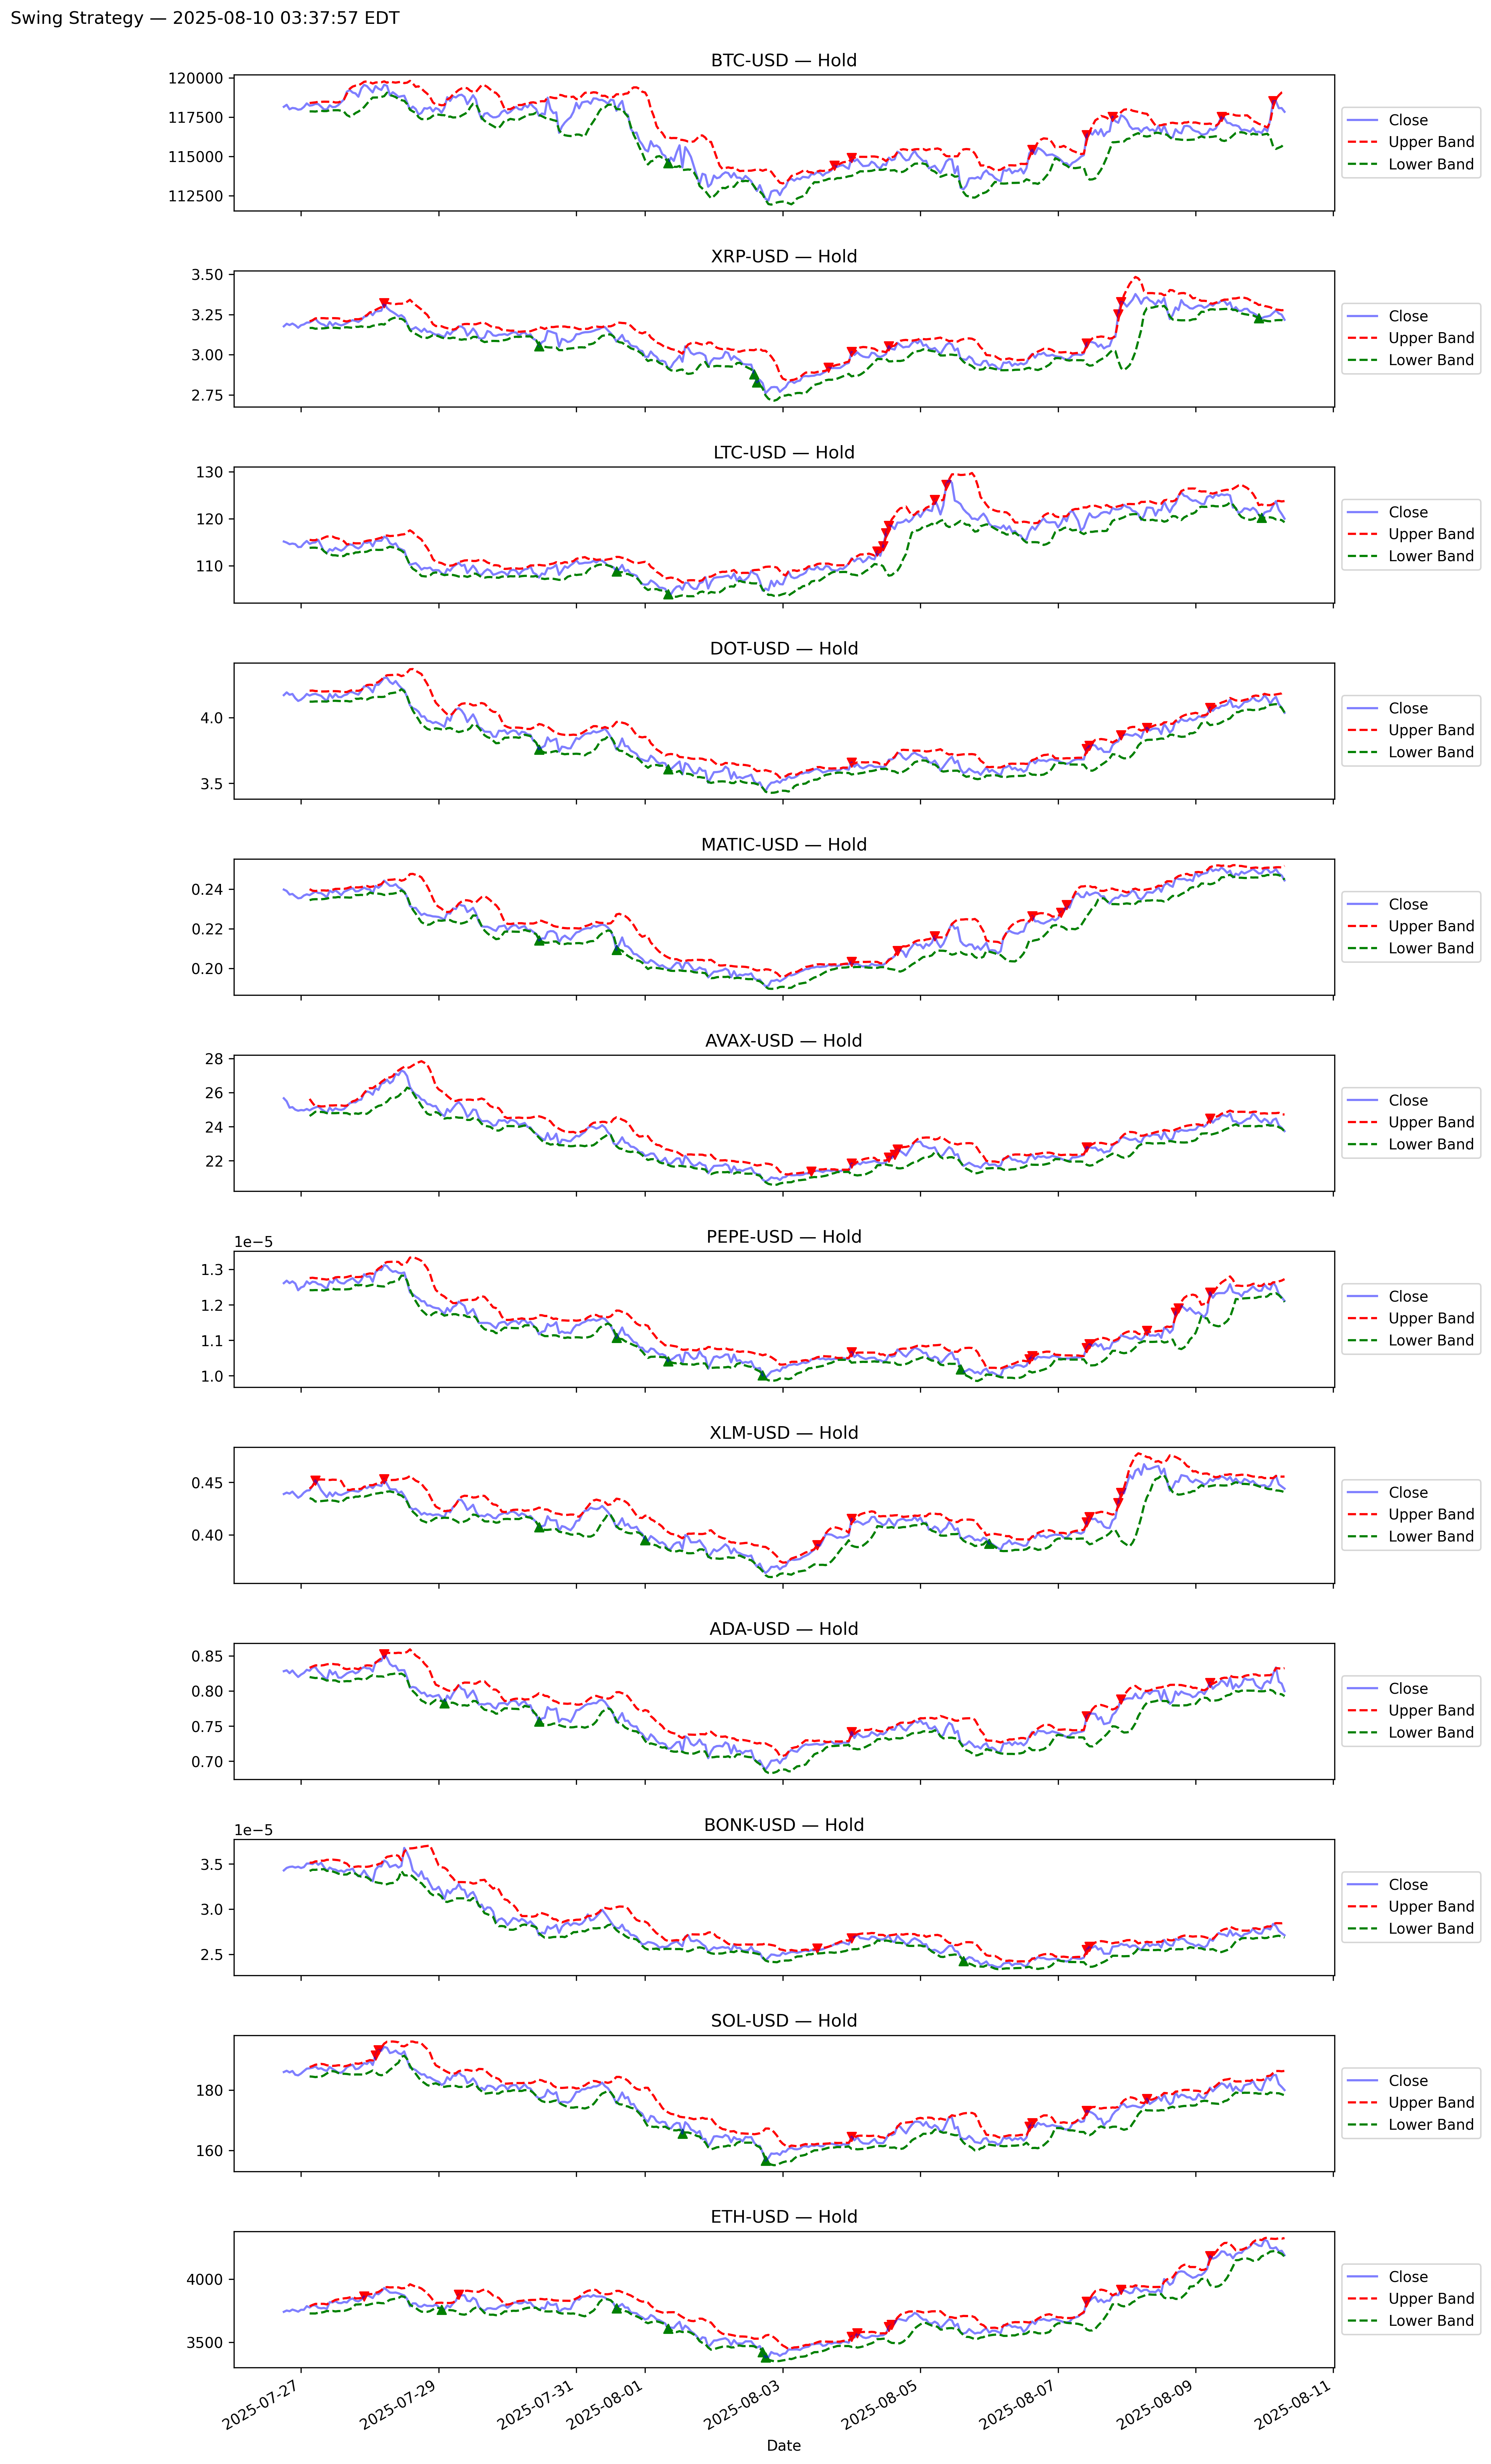 Swing Strategy — 2025-08-10 03:37:57 EDT
BTC-USD — Hold
120000
117500
115000
112500
Close
Upper Band
Lower Band
XRP-USD — Hold
3.50
3.25
3.00
2.75
Close
Upper Band
Lower Band
LTC-USD — Hold
130
120
110
Close
Upper Band
Lower Band
DOT-USD — Hold
4.0
3.5
Close
Upper Band
Lower Band
MATIC-USD — Hold
0.24
0.22
0.20
Close
Upper Band
Lower Band
AVAX-USD — Hold
28
26
24
22
Close
Upper Band
Lower Band
PEPE-USD — Hold
1e−5
1.3
1.2
1.1
1.0
Close
Upper Band
Lower Band
XLM-USD — Hold
0.45
0.40
Close
Upper Band
Lower Band
ADA-USD — Hold
0.85
0.80
0.75
0.70
Close
Upper Band
Lower Band
BONK-USD — Hold
1e−5
3.5
3.0
2.5
Close
Upper Band
Lower Band
SOL-USD — Hold
180
160
Close
Upper Band
Lower Band
ETH-USD — Hold
4000
3500
Close
Upper Band
Lower Band
2025-07-27
2025-07-29
2025-07-31
2025-08-01
2025-08-03
2025-08-05
2025-08-07
2025-08-09
2025-08-11
Date